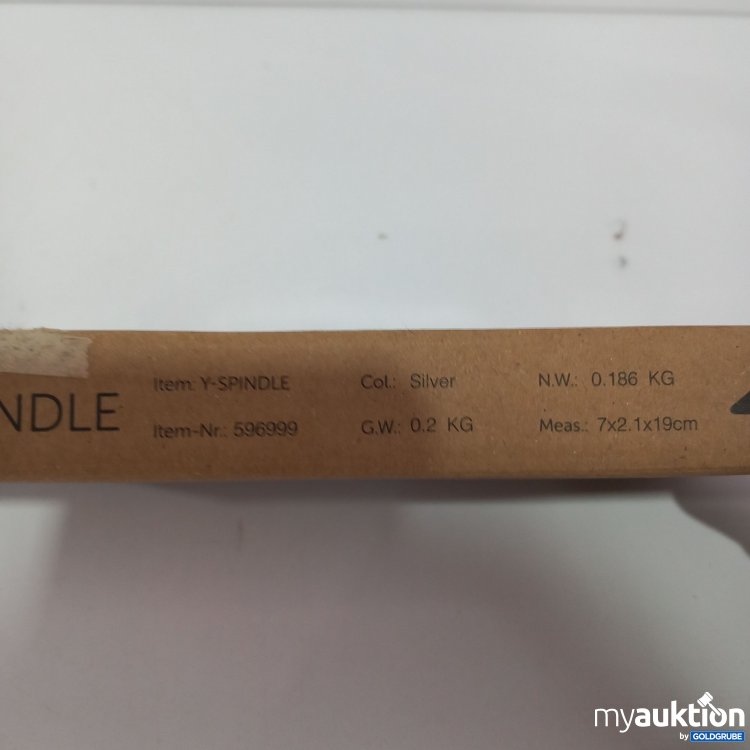 NDLE
Item: Y-SPINDLE Col.: Silver N.W.: 0.186 KG
Item-Nr.: 596999 G.W.: 0.2 KG Meas.: 7x2.1x19cm
myauktion
by GOLDGRUBE